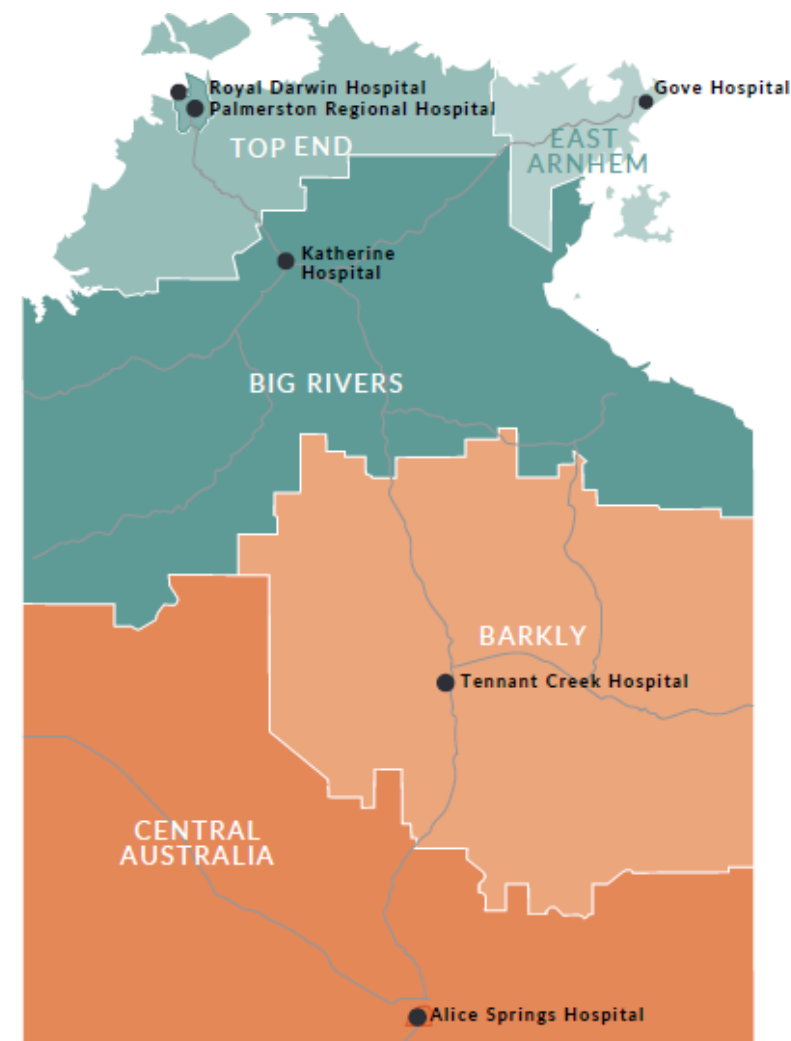 Royal Darwin Hospital
Palmerston Regional Hospital
Gove Hospital
TOP END
EAST
ARNHEM
Katherine
Hospital
BIG RIVERS
BARKLY
Tennant Creek Hospital
CENTRAL
AUSTRALIA
Alice Springs Hospital